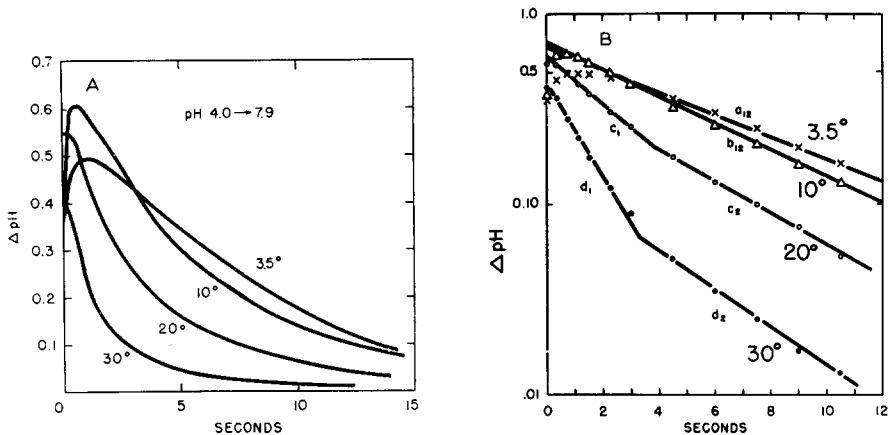 A
pH 4.0 → 7.9
0.7
0.6
0.5
0.4
0.3
0.2
0.1
ΔpH
3.5°
10°
20°
30°
0 5 10 15
SECONDS
B
1.0
0.5
0.10
.01
ΔpH
a₁₂
3.5°
b₁₂
10°
c₁
c₂
20°
d₁
d₂
30°
0 2 4 6 8 10 12
SECONDS